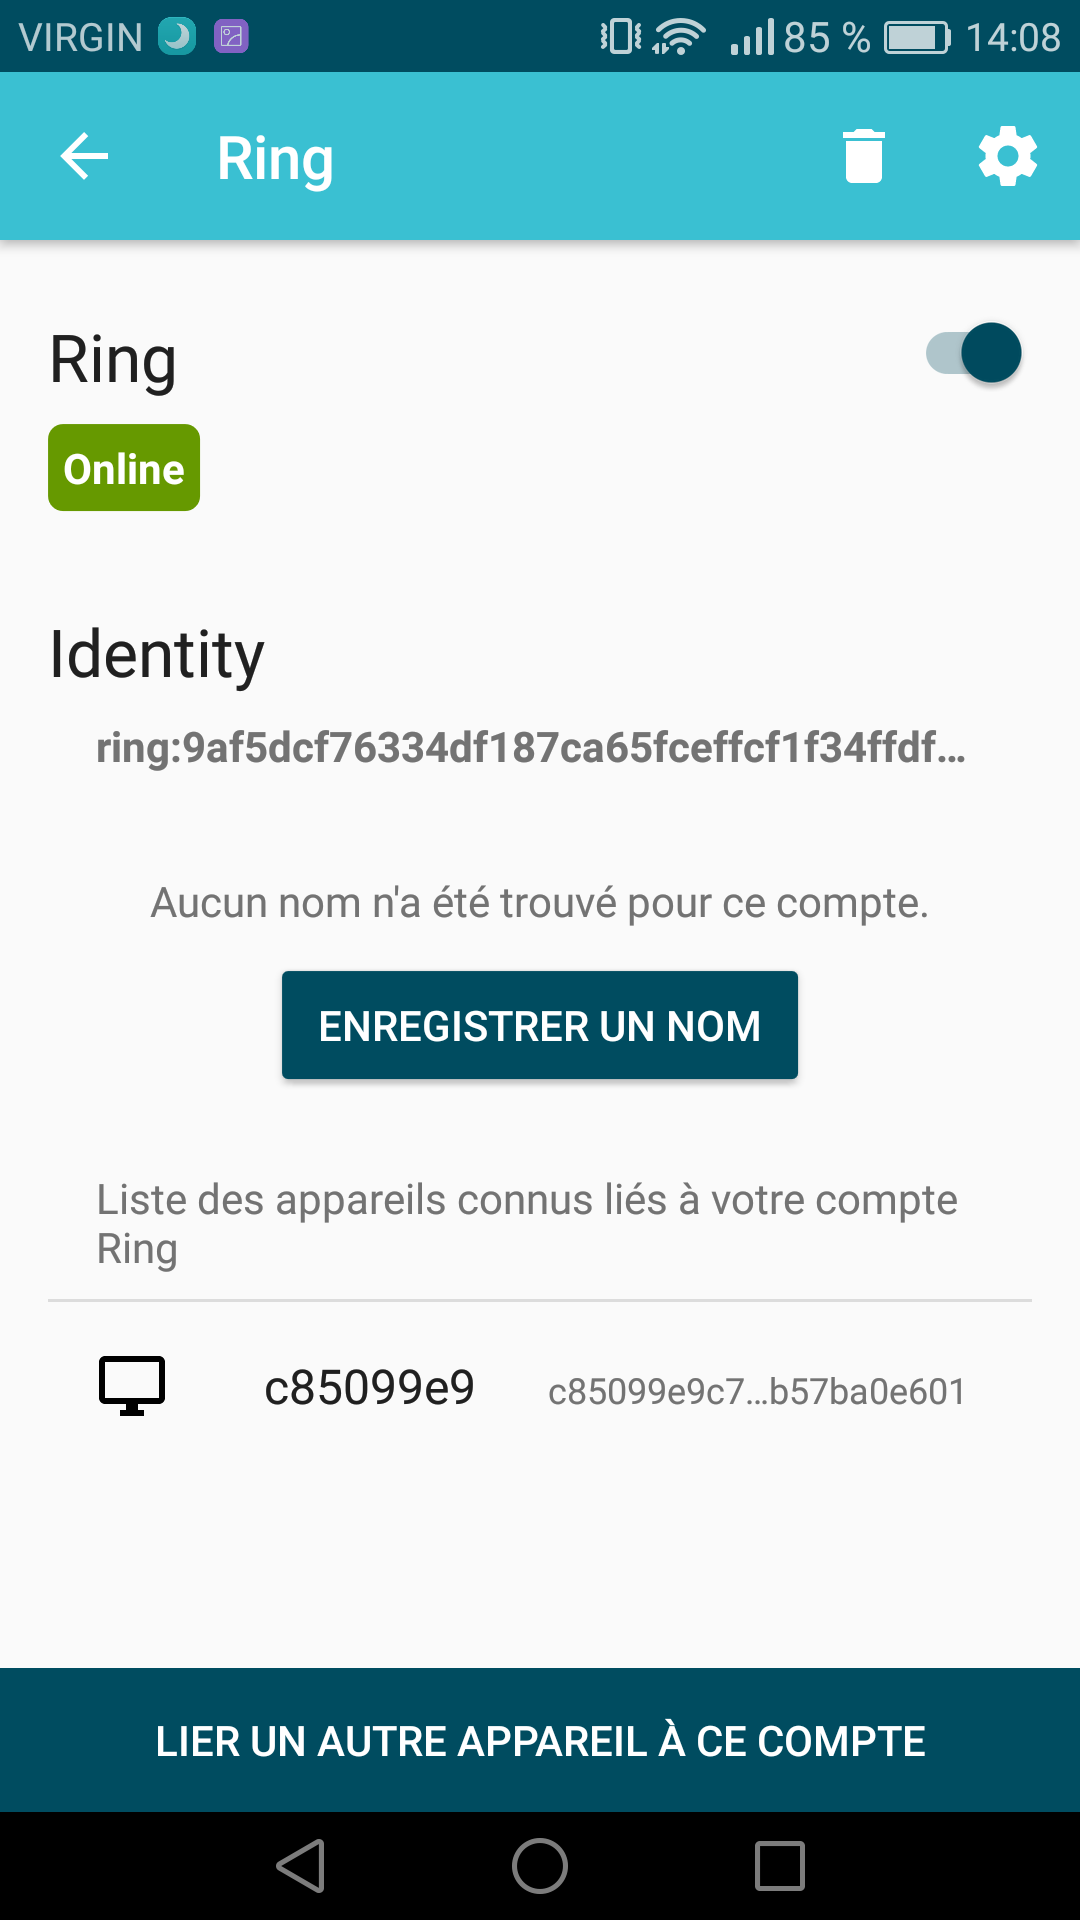 VIRGIN 85 % 14:08
Ring
Ring
Online
Identity
ring:9af5dcf76334df187ca65fceffcf1f34ffdf…
Aucun nom n'a été trouvé pour ce compte.
ENREGISTRER UN NOM
Liste des appareils connus liés à votre compte
Ring
c85099e9 c85099e9c7…b57ba0e601
LIER UN AUTRE APPAREIL À CE COMPTE